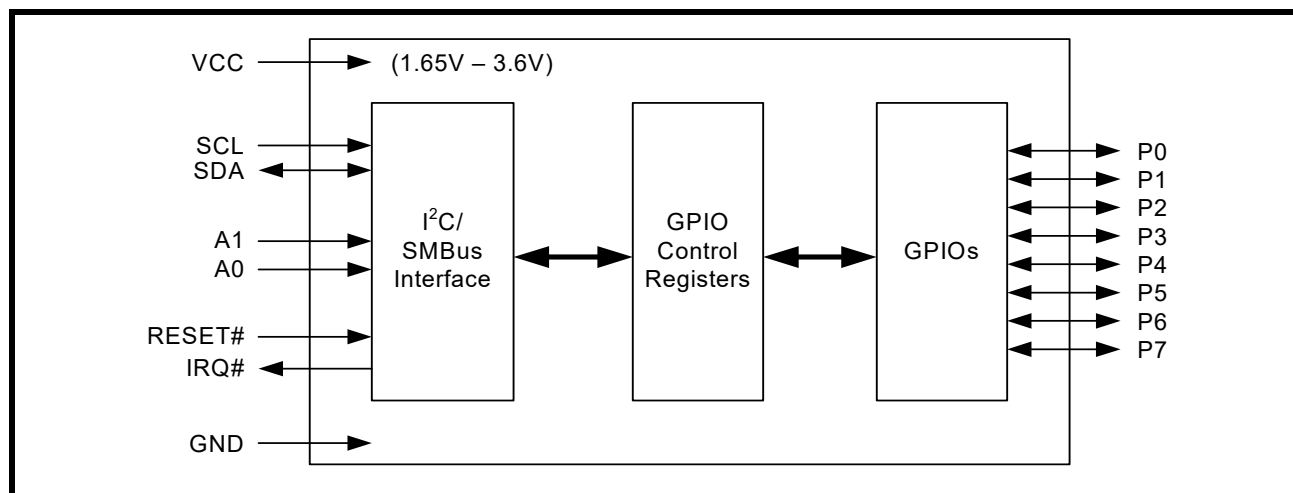 VCC
(1.65V – 3.6V)
SCL
SDA
A1
A0
RESET#
IRQ#
GND
I²C/
SMBus
Interface
GPIO
Control
Registers
GPIOs
P0
P1
P2
P3
P4
P5
P6
P7